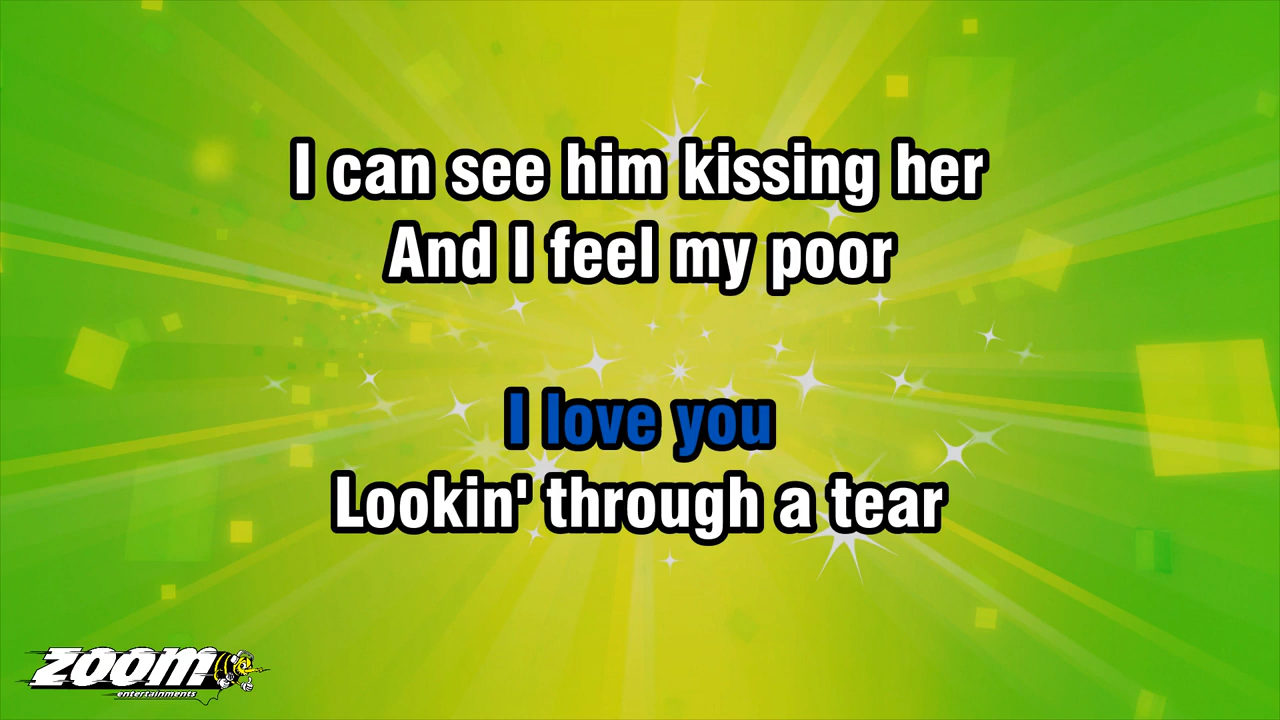 I can see him kissing her
And I feel my poor
I love you
Lookin' through a tear
zoom
entertainments